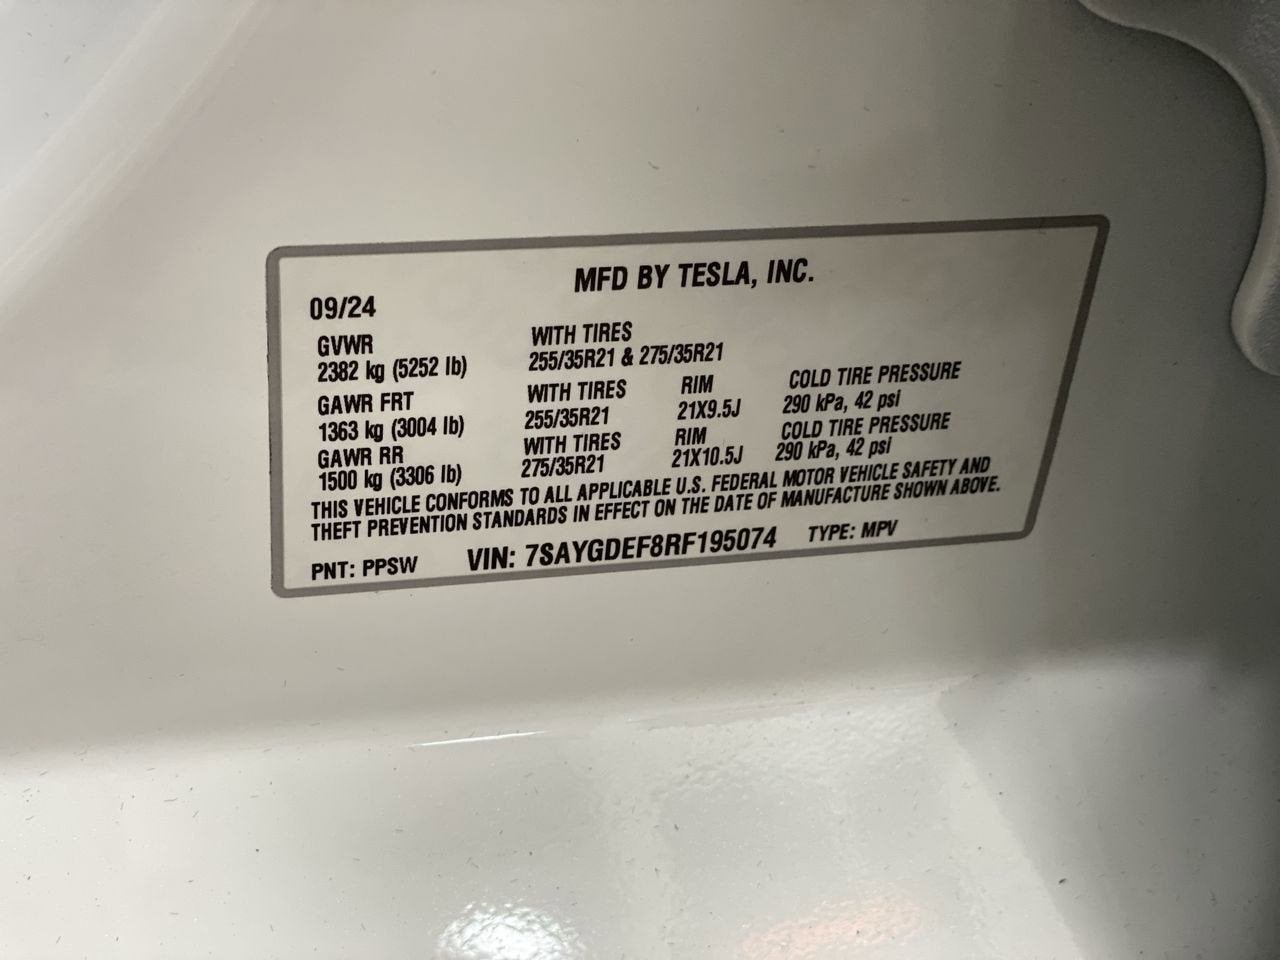 MFD BY TESLA, INC.
09/24
GVWR WITH TIRES
2382 kg (5252 lb) 255/35R21 & 275/35R21
GAWR FRT WITH TIRES RIM COLD TIRE PRESSURE
1363 kg (3004 lb) 255/35R21 21X9.5J 290 kPa, 42 psi
GAWR RR WITH TIRES RIM COLD TIRE PRESSURE
1500 kg (3306 lb) 275/35R21 21X10.5J 290 kPa, 42 psi
THIS VEHICLE CONFORMS TO ALL APPLICABLE U.S. FEDERAL MOTOR VEHICLE SAFETY AND
THEFT PREVENTION STANDARDS IN EFFECT ON THE DATE OF MANUFACTURE SHOWN ABOVE.
PNT: PPSW VIN: 7SAYGDEF8RF195074 TYPE: MPV